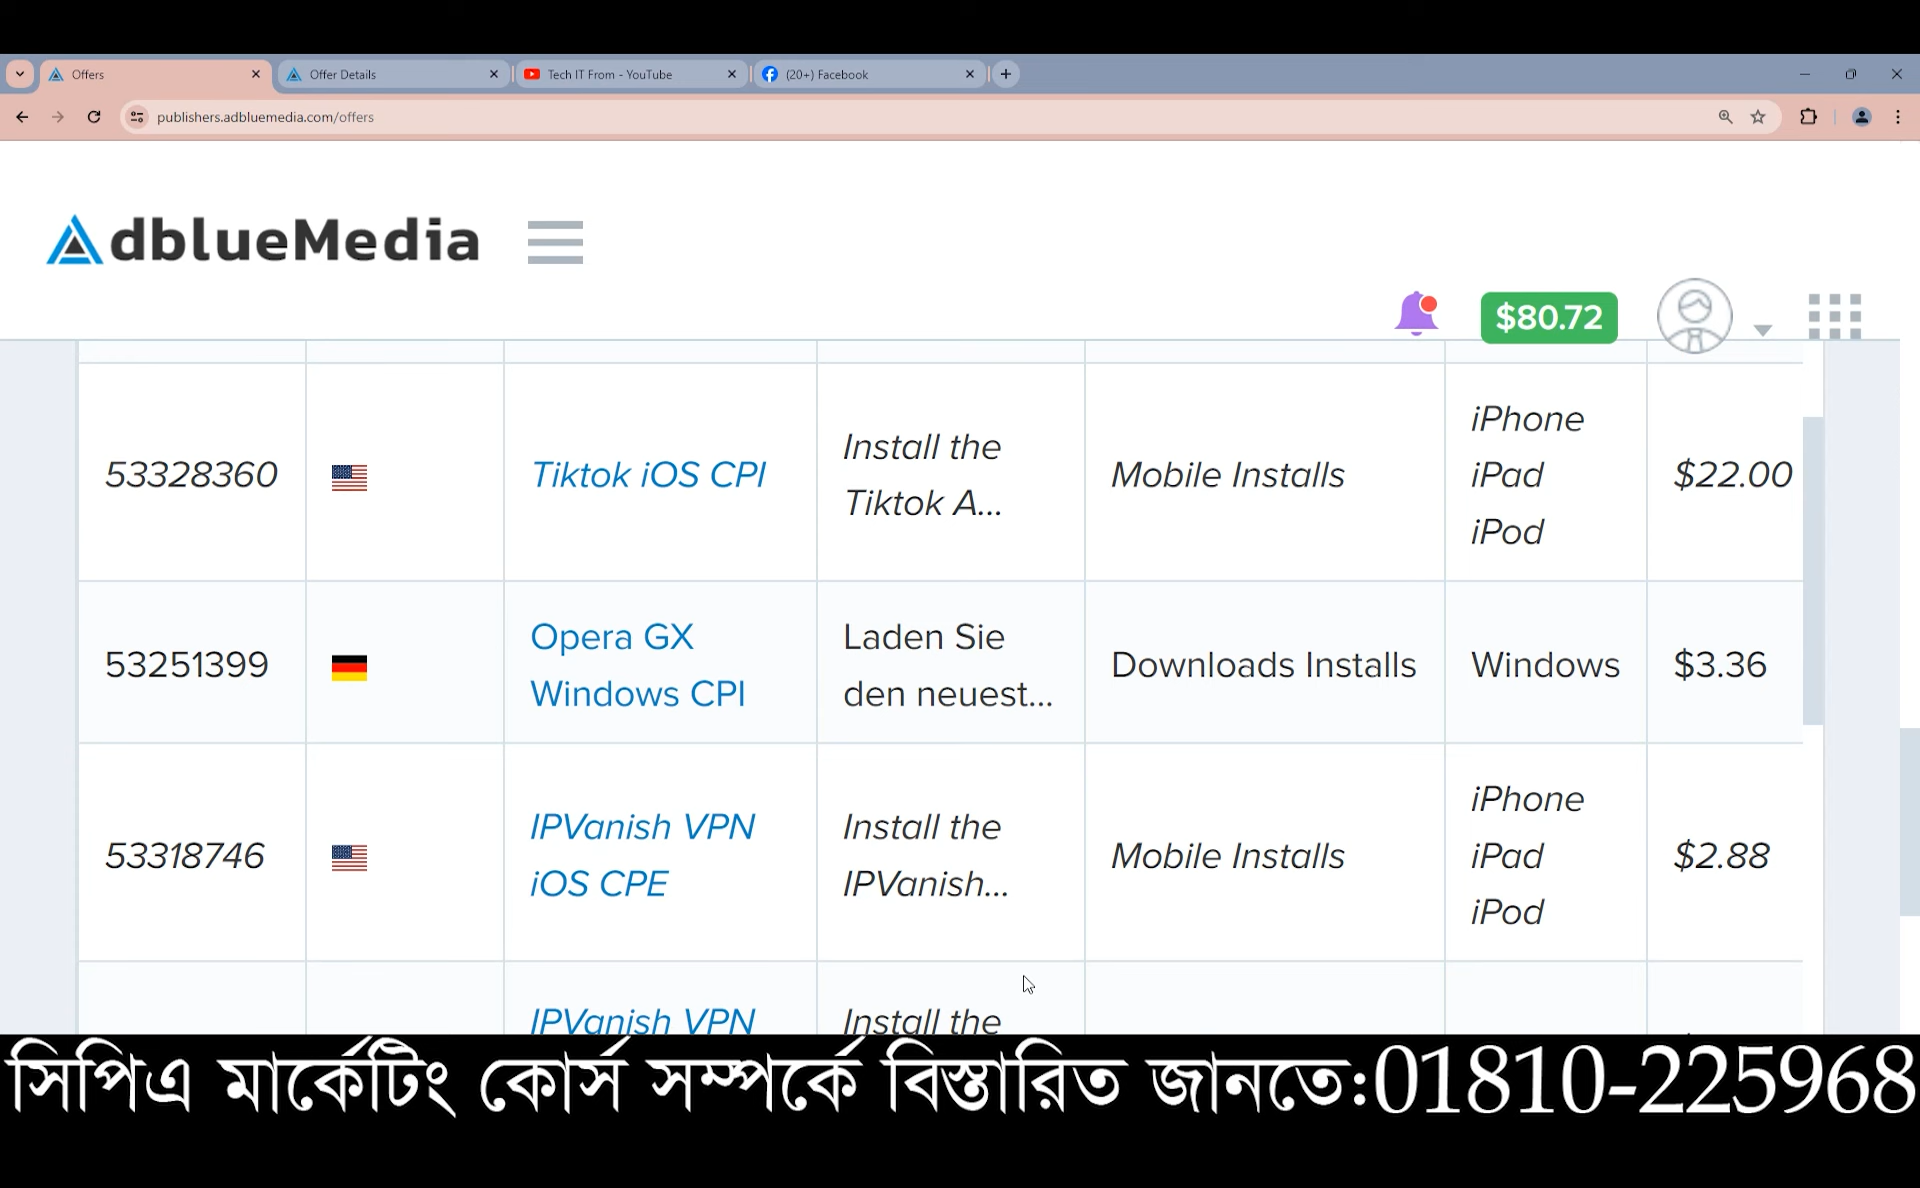 Offers
Offer Details
Tech IT From - YouTube
(20+) Facebook
publishers.adbluemedia.com/offers
AdblueMedia
$80.72
53328360
Tiktok iOS CPI
Install the
Tiktok A...
Mobile Installs
iPhone
iPad
iPod
$22.00
53251399
Opera GX
Windows CPI
Laden Sie
den neuest...
Downloads Installs
Windows
$3.36
53318746
IPVanish VPN
iOS CPE
Install the
IPVanish...
Mobile Installs
iPhone
iPad
iPod
$2.88
IPVanish VPN
Install the
সিপিএ মার্কেটিং কোর্স সম্পর্কে বিস্তারিত জানতে:01810-225968